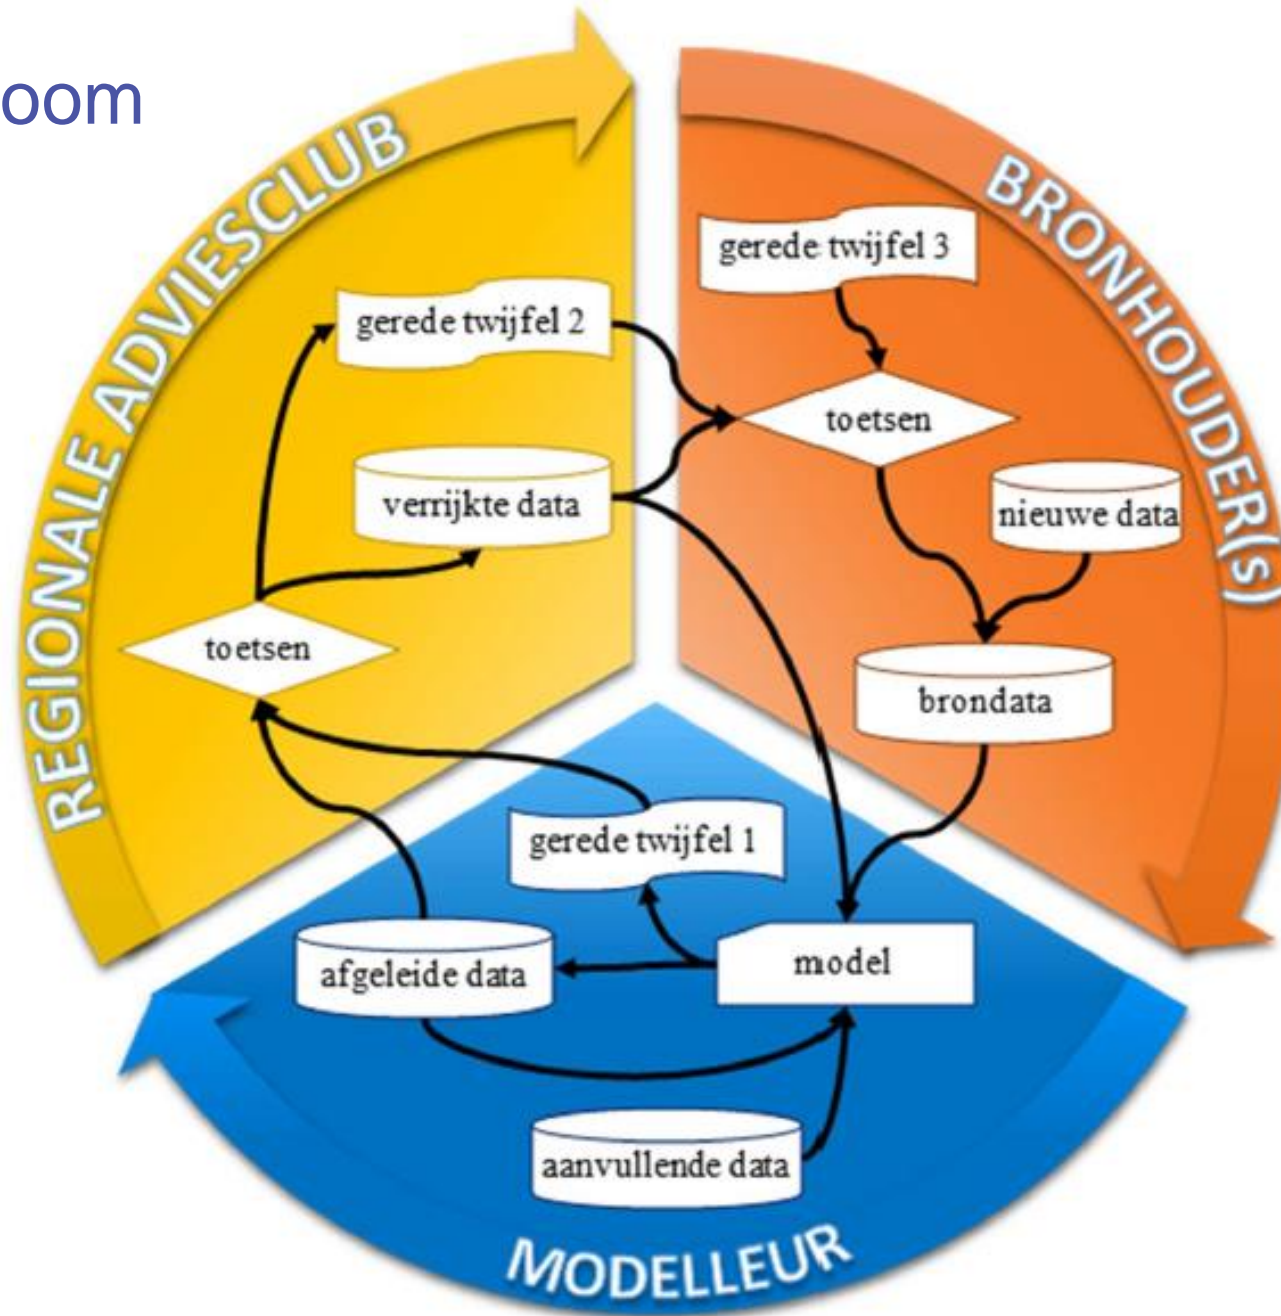 oom
REGIONALE ADVIESCLUB
gerede twijfel 2
verrijkte data
toetsen
BRONHOUDER(s)
gerede twijfel 3
toetsen
nieuwe data
brondata
gerede twijfel 1
afgeleide data
model
aanvullende data
MODELLEUR